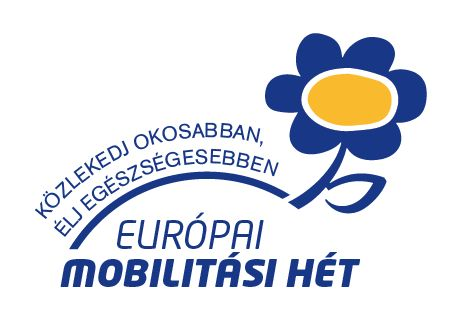 KÖZLEKEDJ OKOSABBAN,
ÉLJ EGÉSZSÉGESEBBEN
EURÓPAI
MOBILITÁSI HÉT